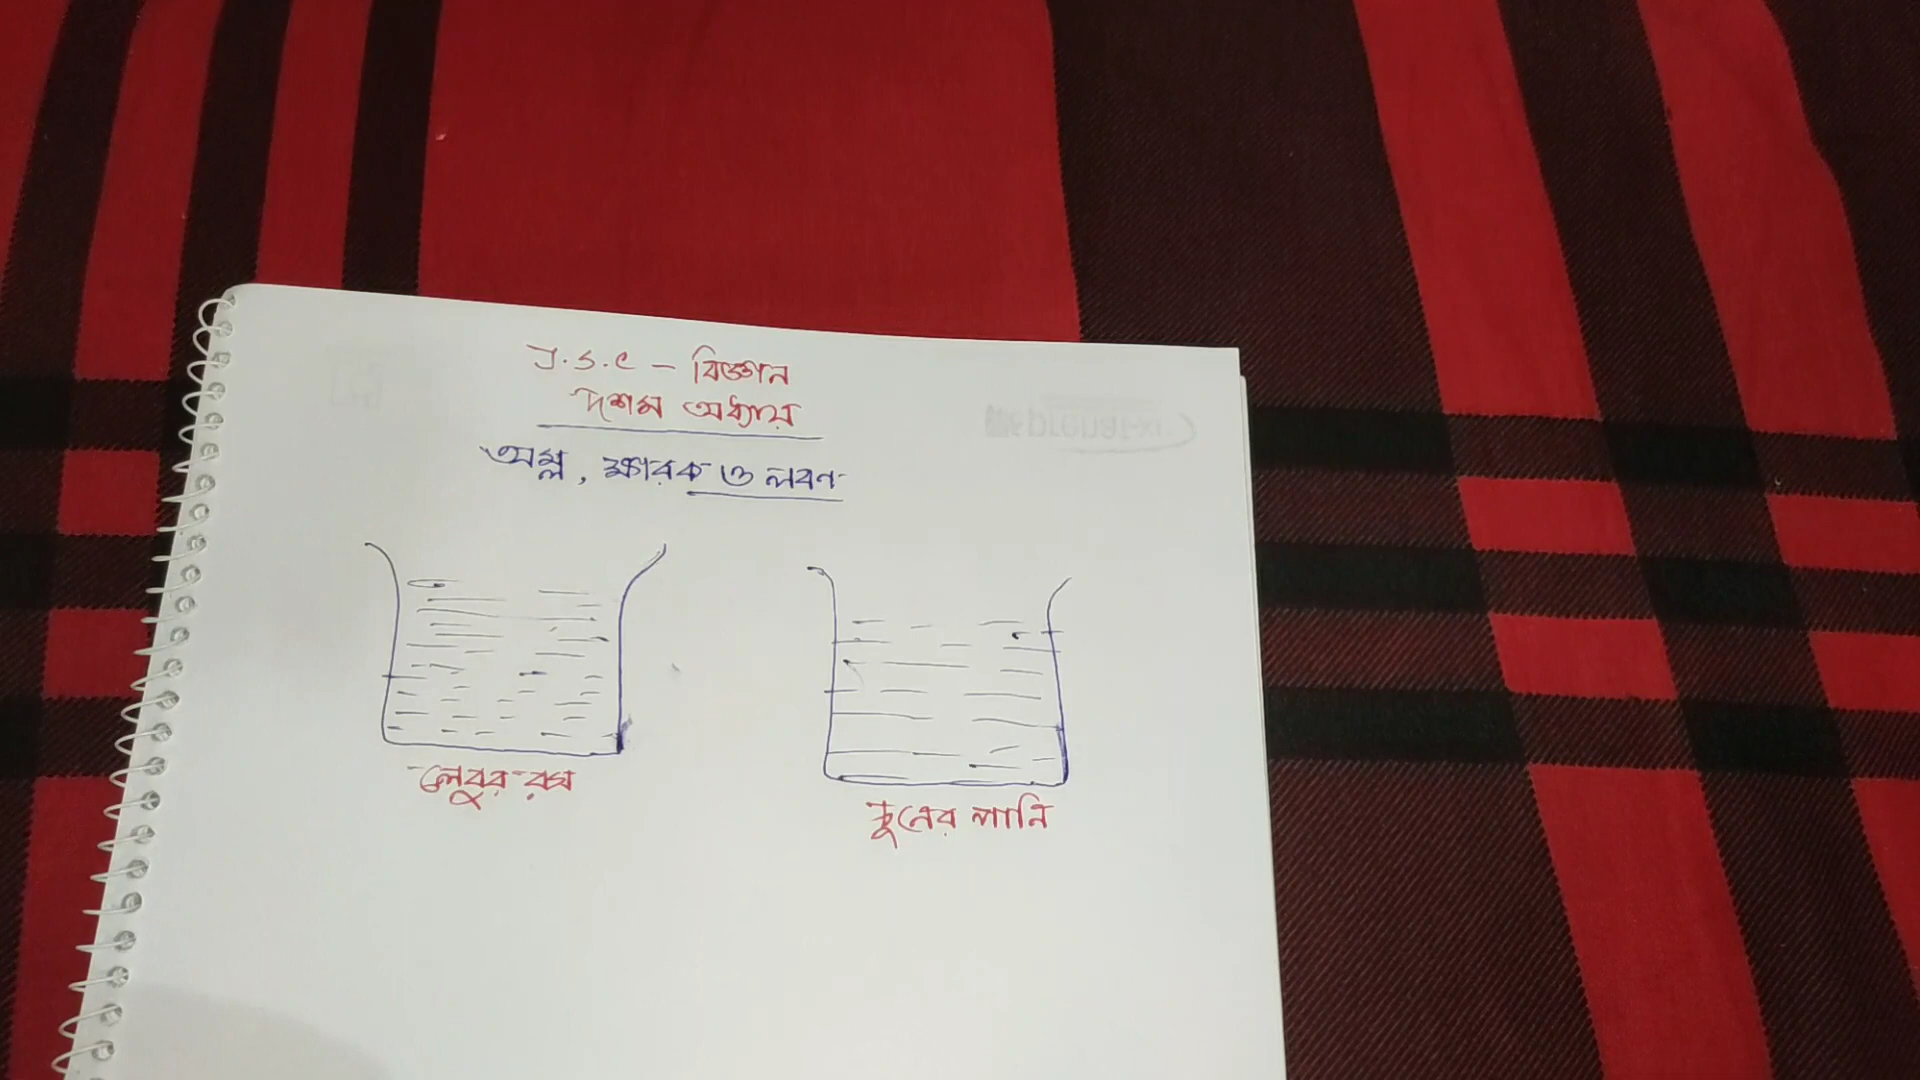 J.S.C - বিজ্ঞান
দশম অধ্যায়
অম্ল, ক্ষারক ও লবণ
লেবুর রস
চুনের পানি